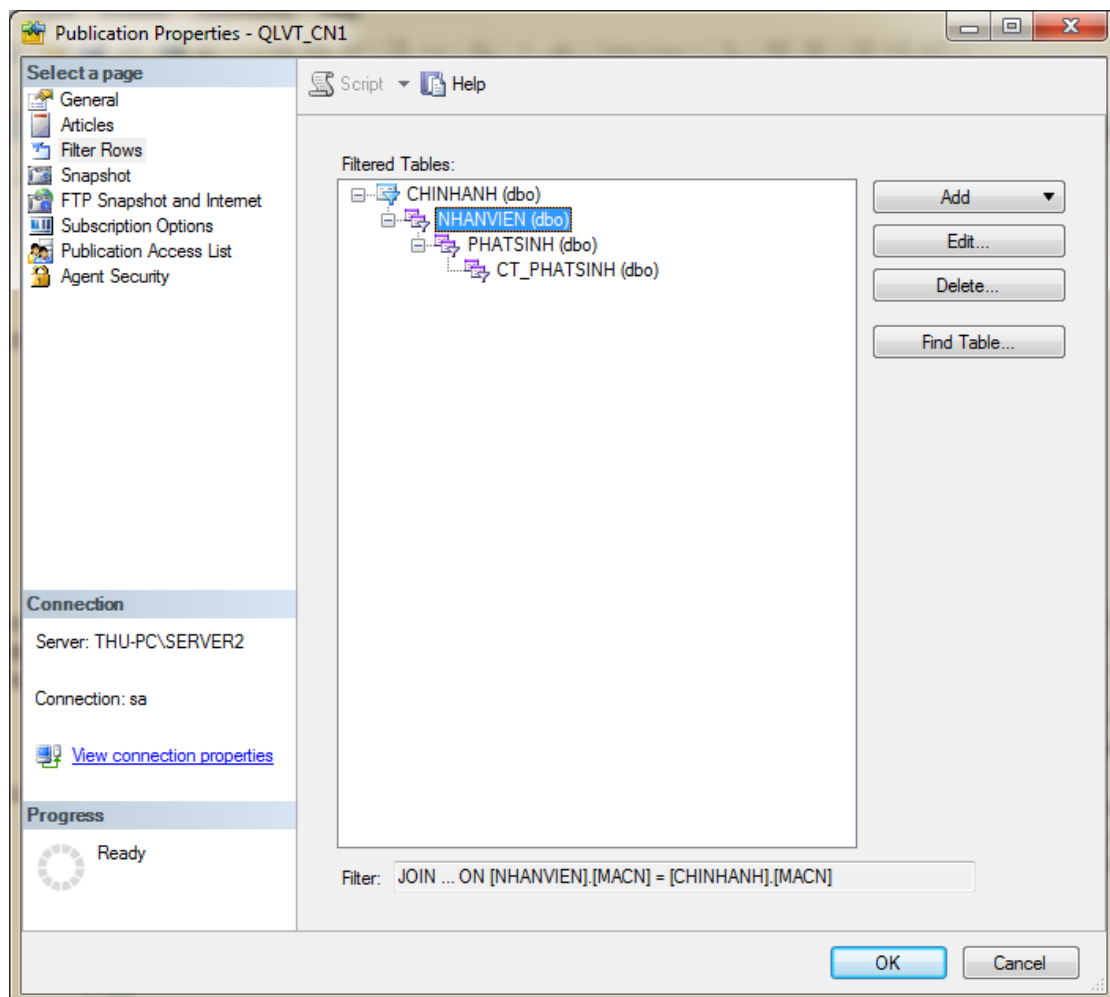 Publication Properties - QLVT_CN1
Select a page
General
Articles
Filter Rows
Snapshot
FTP Snapshot and Internet
Subscription Options
Publication Access List
Agent Security
Script
Help
Filtered Tables:
CHINHANH (dbo)
NHANVIEN (dbo)
PHATSINH (dbo)
CT_PHATSINH (dbo)
Add
Edit...
Delete...
Find Table...
Connection
Server: THU-PC\SERVER2
Connection: sa
View connection properties
Progress
Ready
Filter: JOIN ... ON [NHANVIEN].[MACN] = [CHINHANH].[MACN]
OK
Cancel